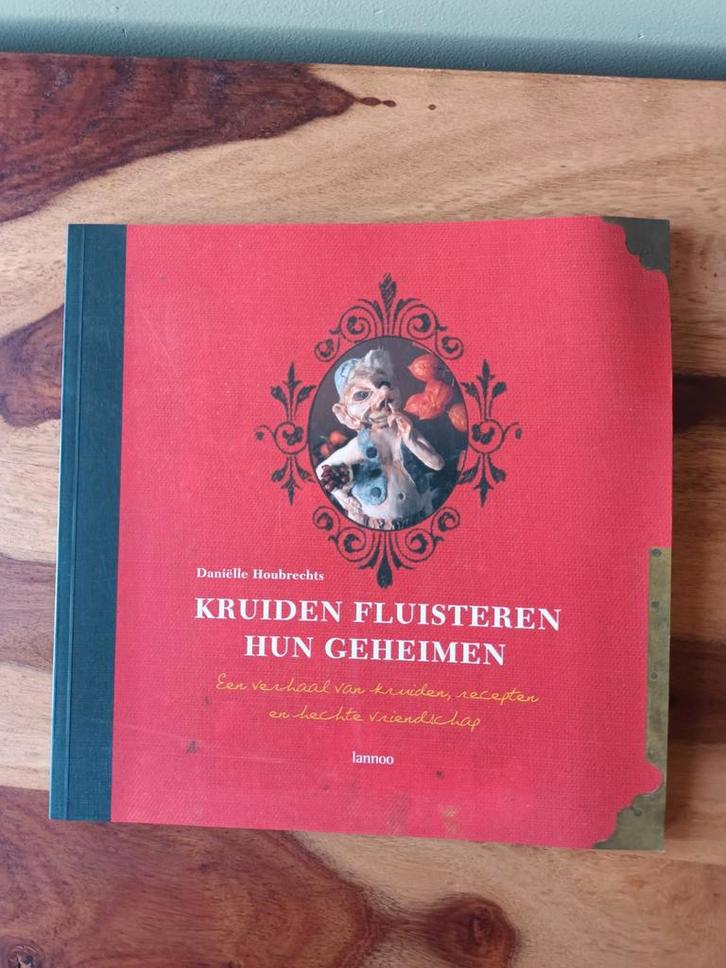 Daniëlle Houbrechts
KRUIDEN FLUISTEREN
HUN GEHEIMEN
Een verhaal van kruiden, recepten
en hechte vriendschap
lannoo